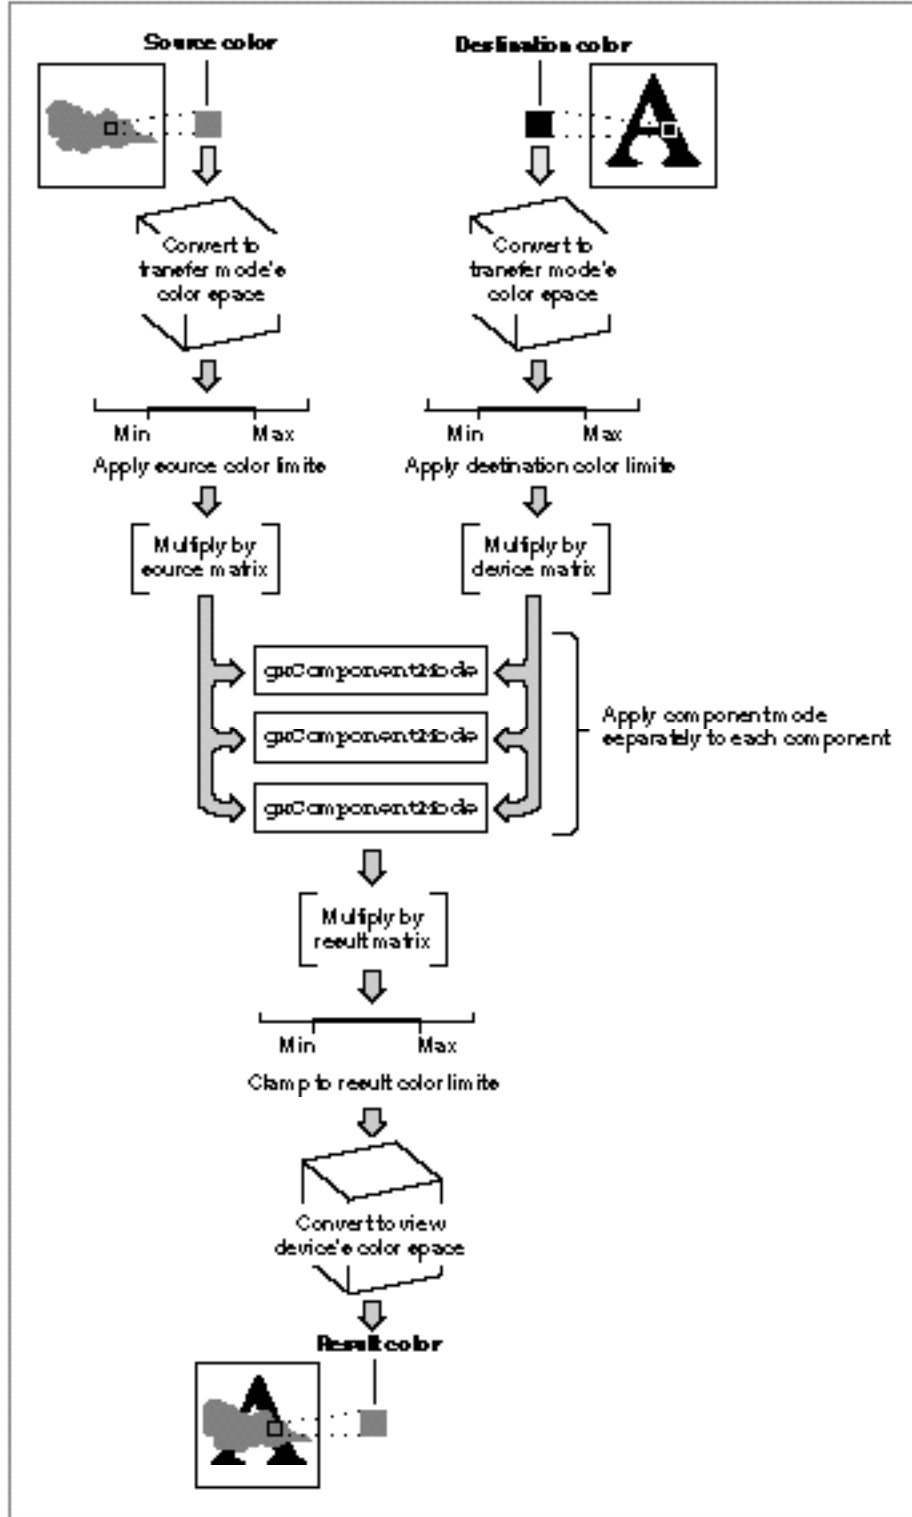 Source color
Destination color
Convert to
transfer mode's
color space
Convert to
transfer mode's
color space
Min Max
Min Max
Apply source color limits
Apply destination color limits
Multiply by
source matrix
Multiply by
device matrix
gxComponentMode
gxComponentMode
gxComponentMode
Apply component mode
separately to each component
Multiply by
result matrix
Min Max
Clamp to result color limits
Convert to view
device's color space
Result color